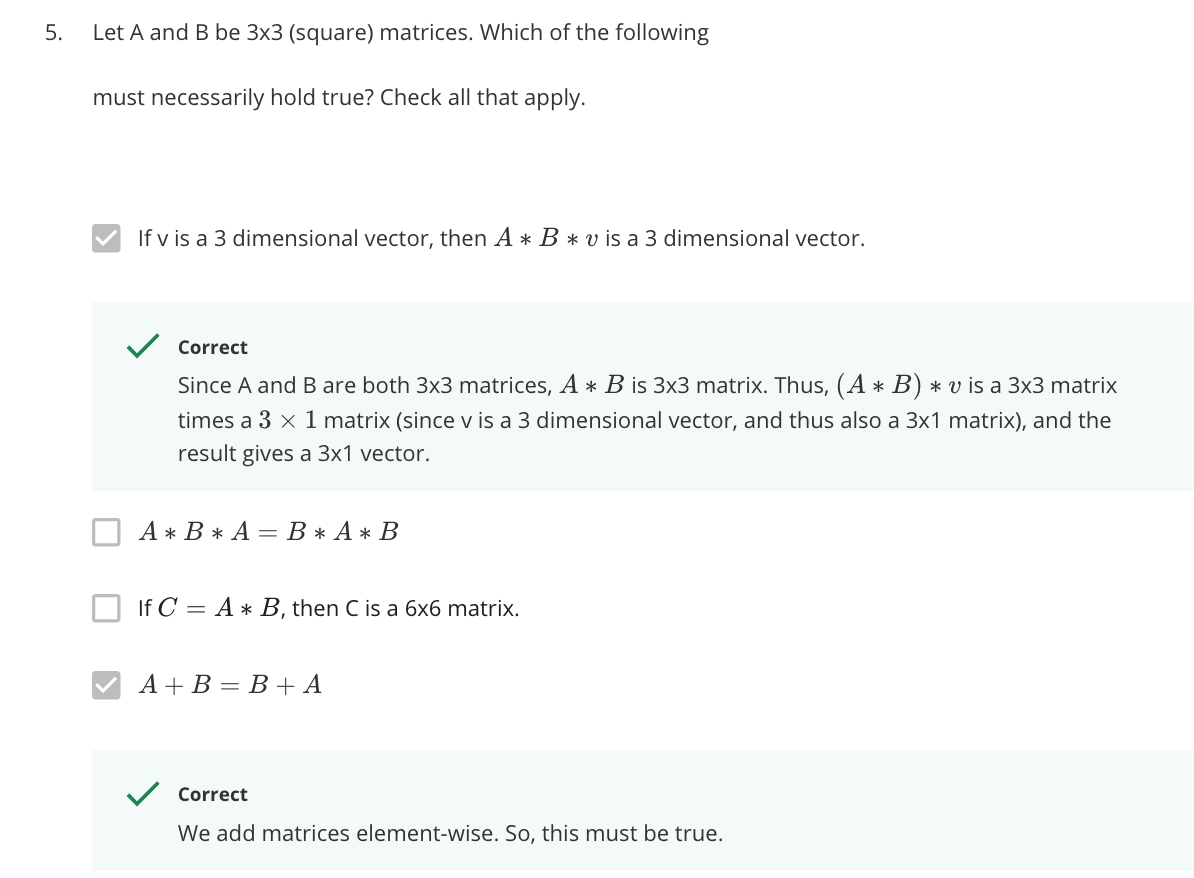 5. Let A and B be 3x3 (square) matrices. Which of the following
must necessarily hold true? Check all that apply.
If v is a 3 dimensional vector, then A ∗ B ∗ v is a 3 dimensional vector.
Correct
Since A and B are both 3x3 matrices, A ∗ B is 3x3 matrix. Thus, (A ∗ B) ∗ v is a 3x3 matrix
times a 3 × 1 matrix (since v is a 3 dimensional vector, and thus also a 3x1 matrix), and the
result gives a 3x1 vector.
A ∗ B ∗ A = B ∗ A ∗ B
If C = A ∗ B, then C is a 6x6 matrix.
A + B = B + A
Correct
We add matrices element-wise. So, this must be true.